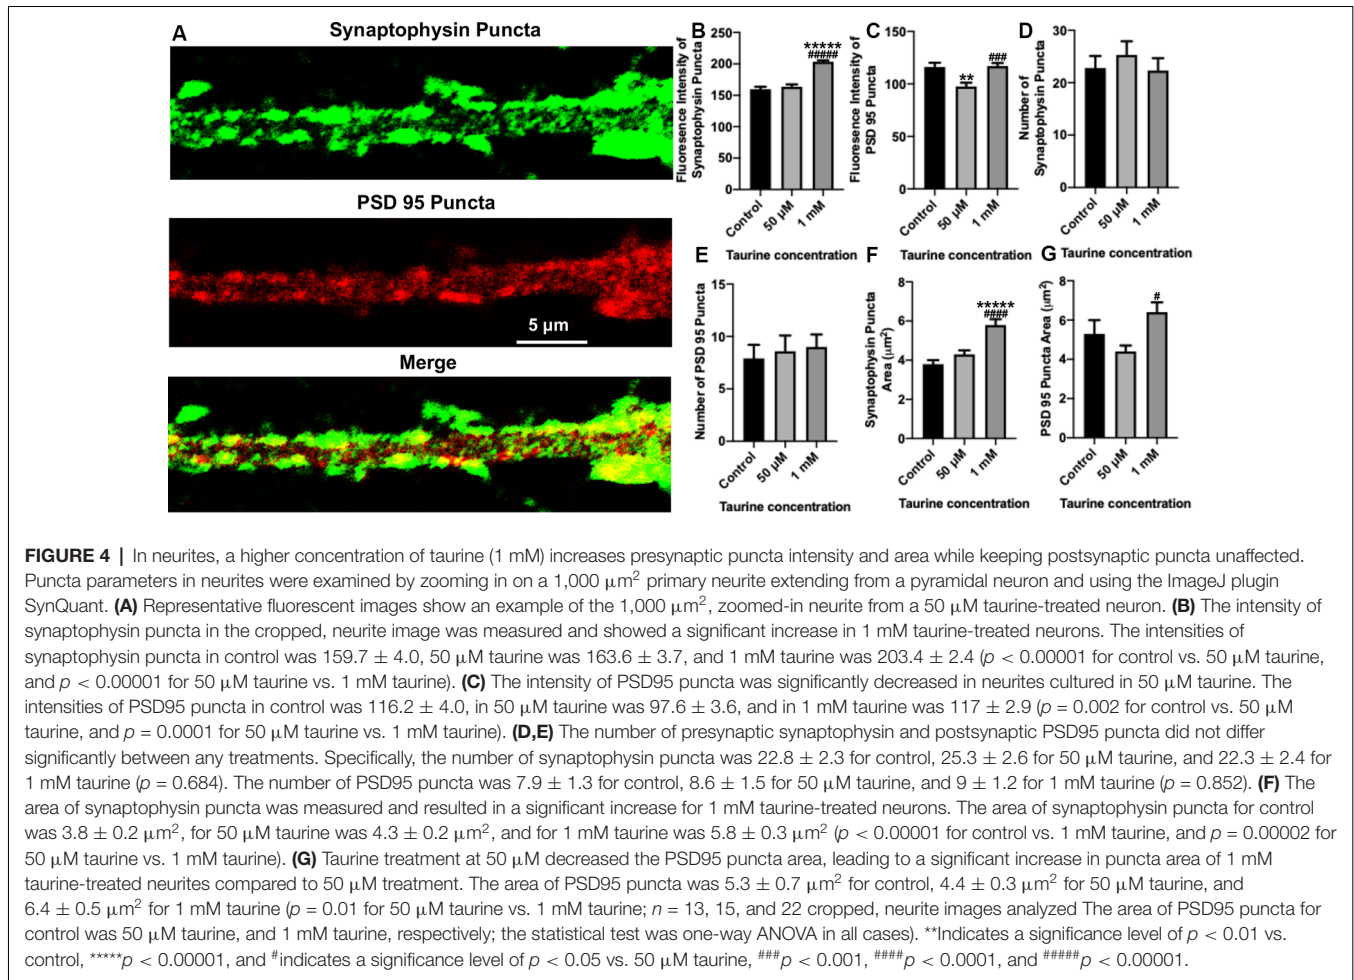 A
Synaptophysin Puncta
PSD 95 Puncta
5 µm
Merge
B
Fluoresence Intensity of
Synaptophysin Puncta
250
200
150
100
50
0
*****
#####
Control
50 µM
1 mM
Taurine concentration
C
Fluoresence Intensity of
PSD 95 Puncta
150
100
50
0
**
###
Control
50 µM
1 mM
Taurine concentration
D
Number of
Synaptophysin Puncta
30
20
10
0
Control
50 µM
1 mM
Taurine concentration
E
Number of PSD 95 Puncta
15
10
5
0
Control
50 µM
1 mM
Taurine concentration
F
Synaptophysin Puncta
Area (µm²)
8
6
4
2
0
*****
####
Control
50 µM
1 mM
Taurine concentration
G
PSD 95 Puncta Area (µm²)
8
6
4
2
0
#
Control
50 µM
1 mM
Taurine concentration
FIGURE 4 | In neurites, a higher concentration of taurine (1 mM) increases presynaptic puncta intensity and area while keeping postsynaptic puncta unaffected.
Puncta parameters in neurites were examined by zooming in on a 1,000 µm² primary neurite extending from a pyramidal neuron and using the ImageJ plugin
SynQuant. (A) Representative fluorescent images show an example of the 1,000 µm², zoomed-in neurite from a 50 µM taurine-treated neuron. (B) The intensity of
synaptophysin puncta in the cropped, neurite image was measured and showed a significant increase in 1 mM taurine-treated neurons. The intensities of
synaptophysin puncta in control was 159.7 ± 4.0, 50 µM taurine was 163.6 ± 3.7, and 1 mM taurine was 203.4 ± 2.4 (p < 0.00001 for control vs. 50 µM taurine,
and p < 0.00001 for 50 µM taurine vs. 1 mM taurine). (C) The intensity of PSD95 puncta was significantly decreased in neurites cultured in 50 µM taurine. The
intensities of PSD95 puncta in control was 116.2 ± 4.0, in 50 µM taurine was 97.6 ± 3.6, and in 1 mM taurine was 117 ± 2.9 (p = 0.002 for control vs. 50 µM
taurine, and p = 0.0001 for 50 µM taurine vs. 1 mM taurine). (D,E) The number of presynaptic synaptophysin and postsynaptic PSD95 puncta did not differ
significantly between any treatments. Specifically, the number of synaptophysin puncta was 22.8 ± 2.3 for control, 25.3 ± 2.6 for 50 µM taurine, and 22.3 ± 2.4 for
1 mM taurine (p = 0.684). The number of PSD95 puncta was 7.9 ± 1.3 for control, 8.6 ± 1.5 for 50 µM taurine, and 9 ± 1.2 for 1 mM taurine (p = 0.852). (F) The
area of synaptophysin puncta was measured and resulted in a significant increase for 1 mM taurine-treated neurons. The area of synaptophysin puncta for control
was 3.8 ± 0.2 µm², for 50 µM taurine was 4.3 ± 0.2 µm², and for 1 mM taurine was 5.8 ± 0.3 µm² (p < 0.00001 for control vs. 1 mM taurine, and p = 0.00002 for
50 µM taurine vs. 1 mM taurine). (G) Taurine treatment at 50 µM decreased the PSD95 puncta area, leading to a significant increase in puncta area of 1 mM
taurine-treated neurites compared to 50 µM treatment. The area of PSD95 puncta was 5.3 ± 0.7 µm² for control, 4.4 ± 0.3 µm² for 50 µM taurine, and
6.4 ± 0.5 µm² for 1 mM taurine (p = 0.01 for 50 µM taurine vs. 1 mM taurine; n = 13, 15, and 22 cropped, neurite images analyzed The area of PSD95 puncta for
control was 50 µM taurine, and 1 mM taurine, respectively; the statistical test was one-way ANOVA in all cases). **Indicates a significance level of p < 0.01 vs.
control, *****p < 0.00001, and #indicates a significance level of p < 0.05 vs. 50 µM taurine, ###p < 0.001, ####p < 0.0001, and #####p < 0.00001.